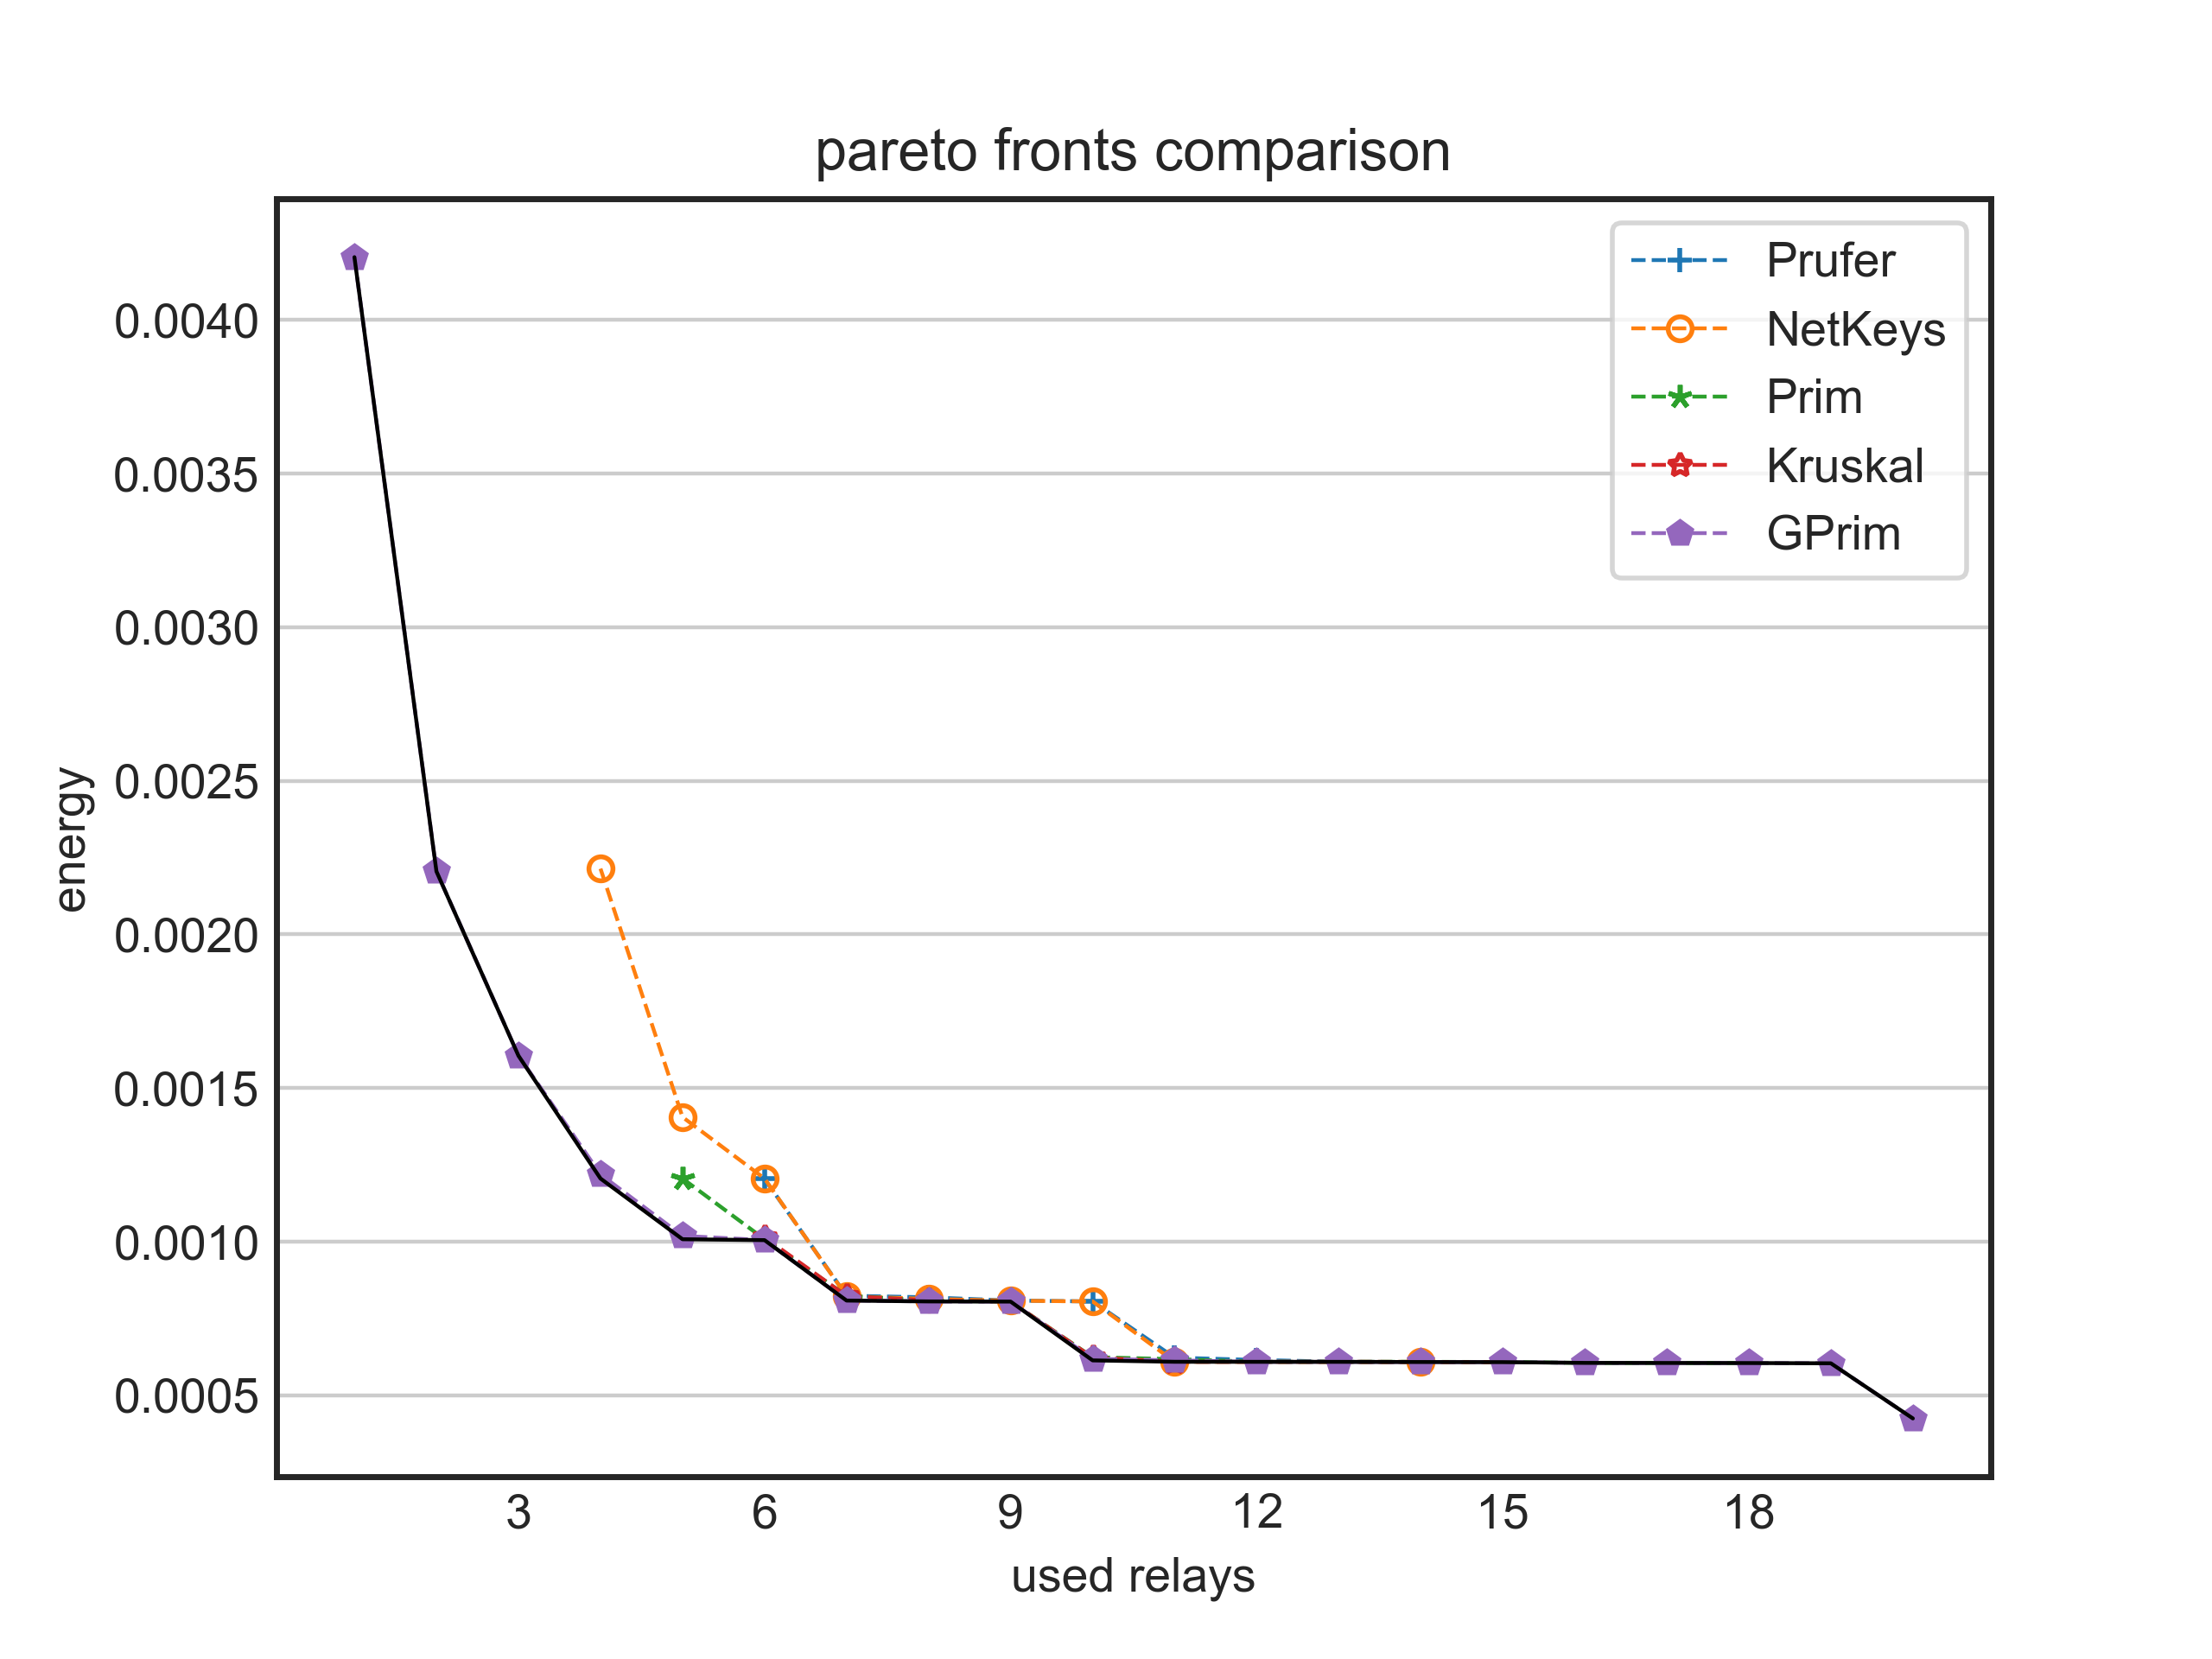 pareto fronts comparison
Prufer
NetKeys
Prim
Kruskal
GPrim
energy
0.0040
0.0035
0.0030
0.0025
0.0020
0.0015
0.0010
0.0005
3 6 9 12 15 18
used relays